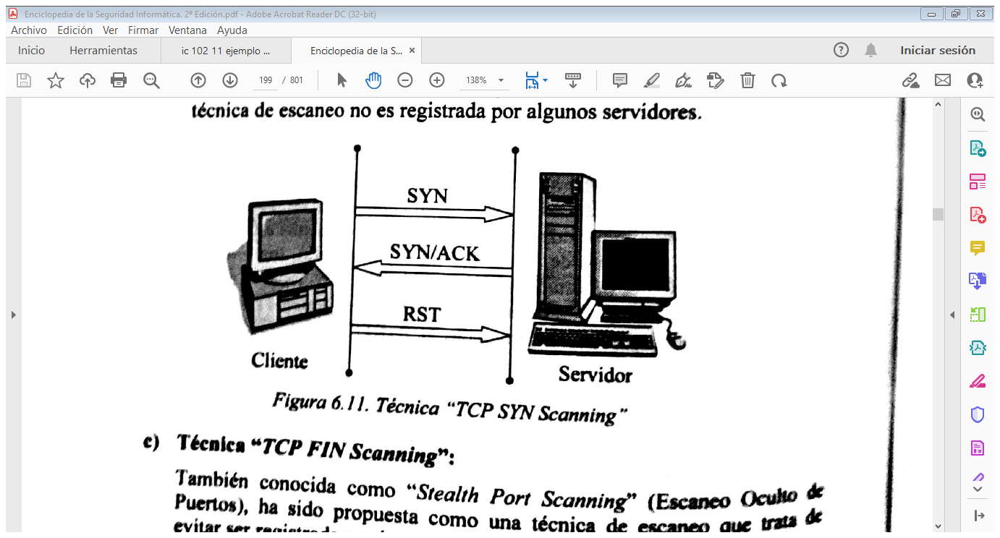 Enciclopedia de la Seguridad Informática. 2ª Edición.pdf - Adobe Acrobat Reader DC (32-bit)
Archivo Edición Ver Firmar Ventana Ayuda
Inicio Herramientas ic 102 11 ejemplo ... Enciclopedia de la S... × Iniciar sesión
199 / 801 138%
técnica de escaneo no es registrada por algunos servidores.
SYN
SYN/ACK
RST
Cliente
Servidor
Figura 6.11. Técnica “TCP SYN Scanning”
c) Técnica “TCP FIN Scanning”:
También conocida como “Stealth Port Scanning” (Escaneo Oculto de
Puertos), ha sido propuesta como una técnica de escaneo que trata de
evitar ser